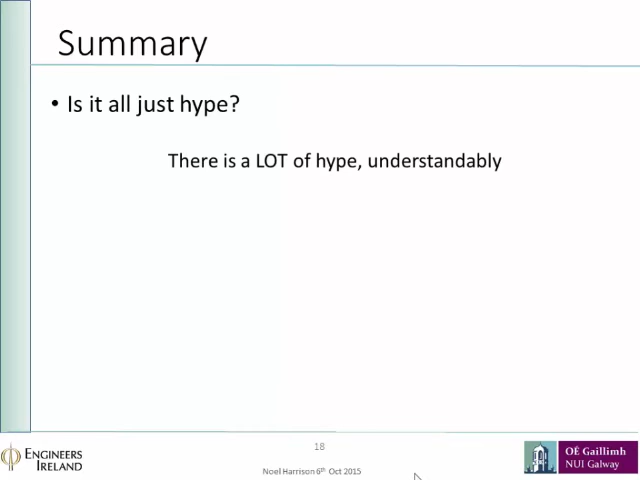 Summary
• Is it all just hype?
There is a LOT of hype, understandably
18
ENGINEERS
IRELAND
Noel Harrison 6th Oct 2015
OÉ Gaillimh
NUI Galway